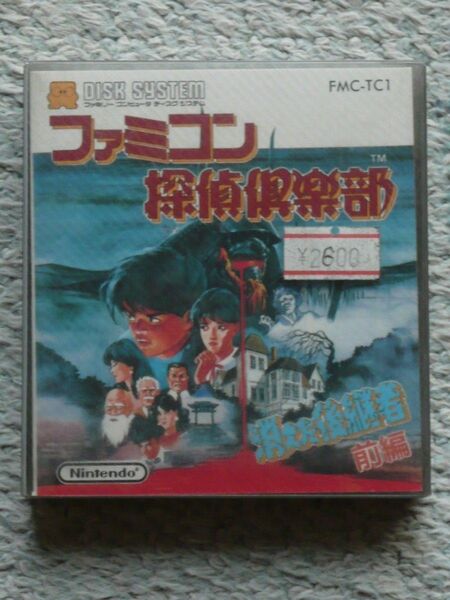 DISK SYSTEM
FMC-TC1
ファミリー コンピュータ ディスク システム
ファミコン
探偵倶楽部
TM
¥2600
消えた後継者
前編
Nintendo®